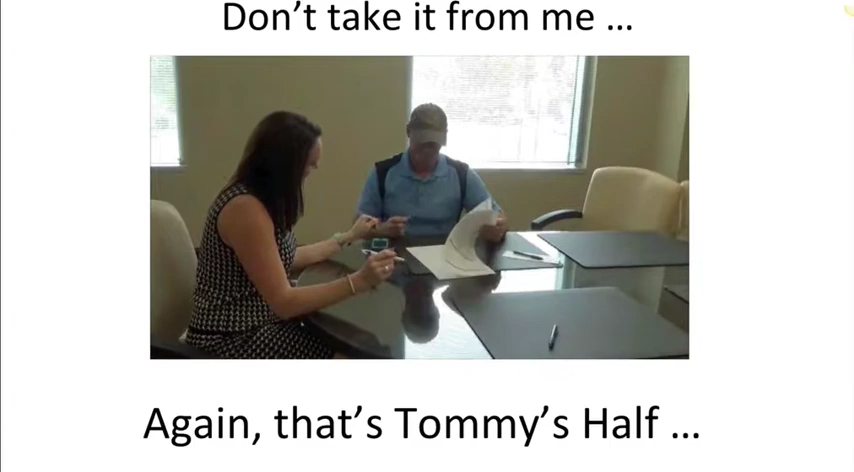 Don’t take it from me …
Again, that’s Tommy’s Half …